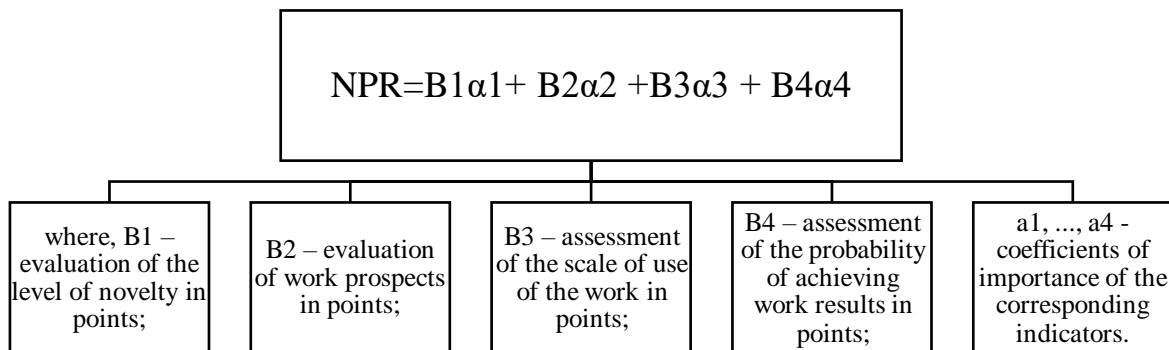 NPR=B1α1+ B2α2 +B3α3 + B4α4
where, B1 –
evaluation of the
level of novelty in
points;
B2 – evaluation
of work prospects
in points;
B3 – assessment
of the scale of use
of the work in
points;
B4 – assessment
of the probability
of achieving
work results in
points;
a1, ..., a4 -
coefficients of
importance of the
corresponding
indicators.